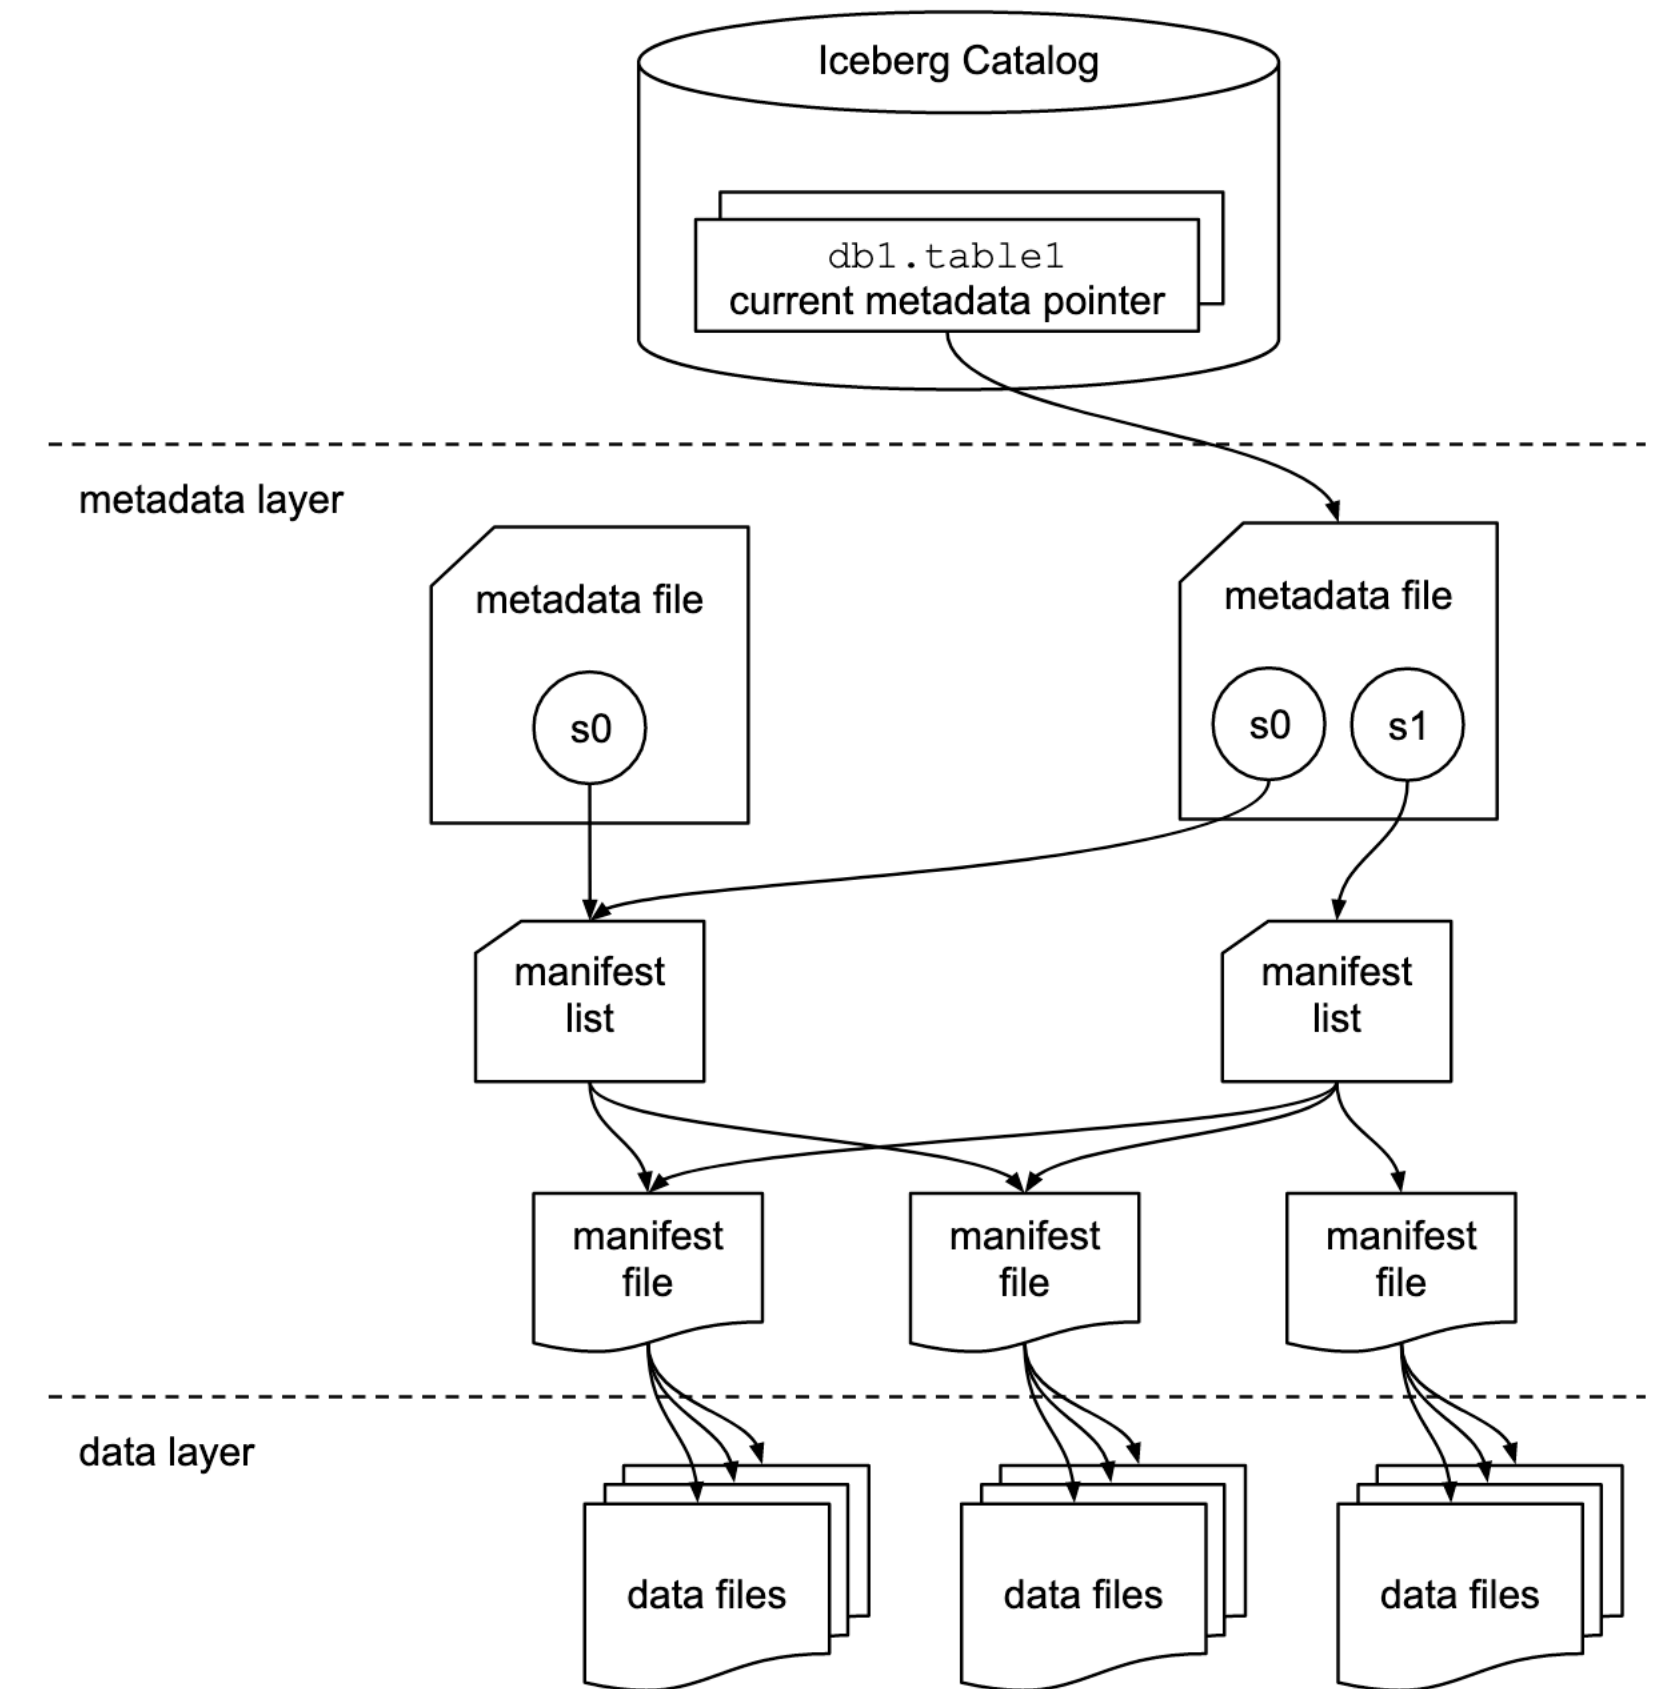 Iceberg Catalog
db1.table1
current metadata pointer
metadata layer
metadata file
metadata file
s0
s0
s1
manifest
list
manifest
list
manifest
file
manifest
file
manifest
file
data layer
data files
data files
data files